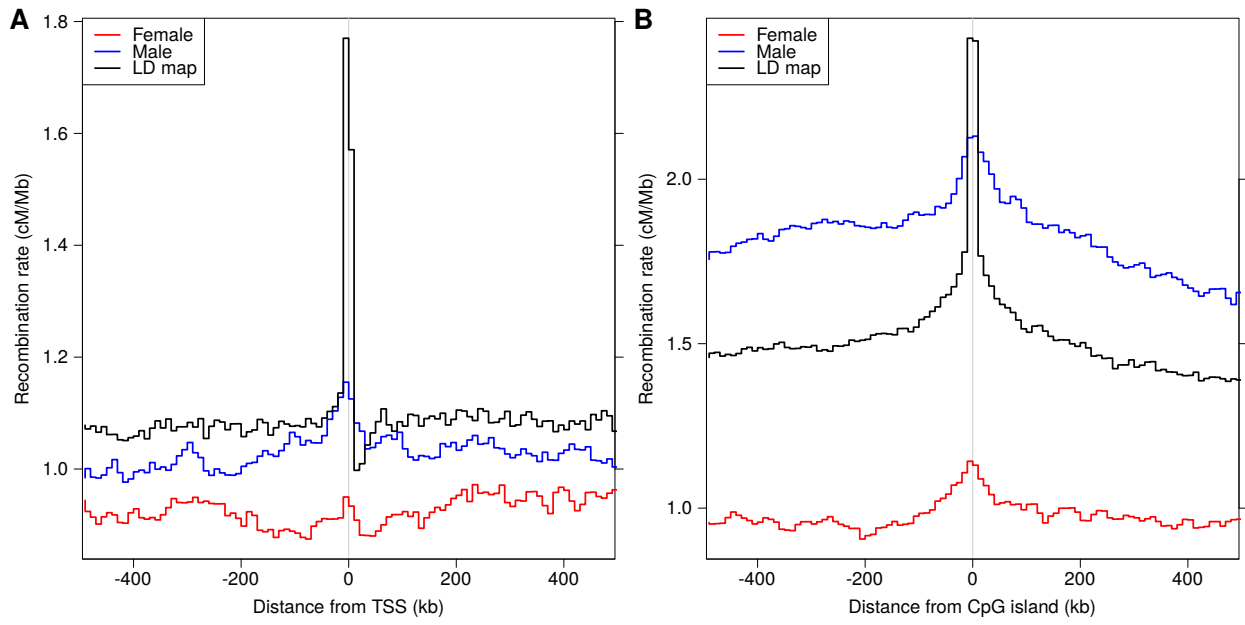 A
Female
Male
LD map
1.8
1.6
1.4
1.2
1.0
Recombination rate (cM/Mb)
-400
-200
0
200
400
Distance from TSS (kb)
B
Female
Male
LD map
2.0
1.5
1.0
Recombination rate (cM/Mb)
-400
-200
0
200
400
Distance from CpG island (kb)